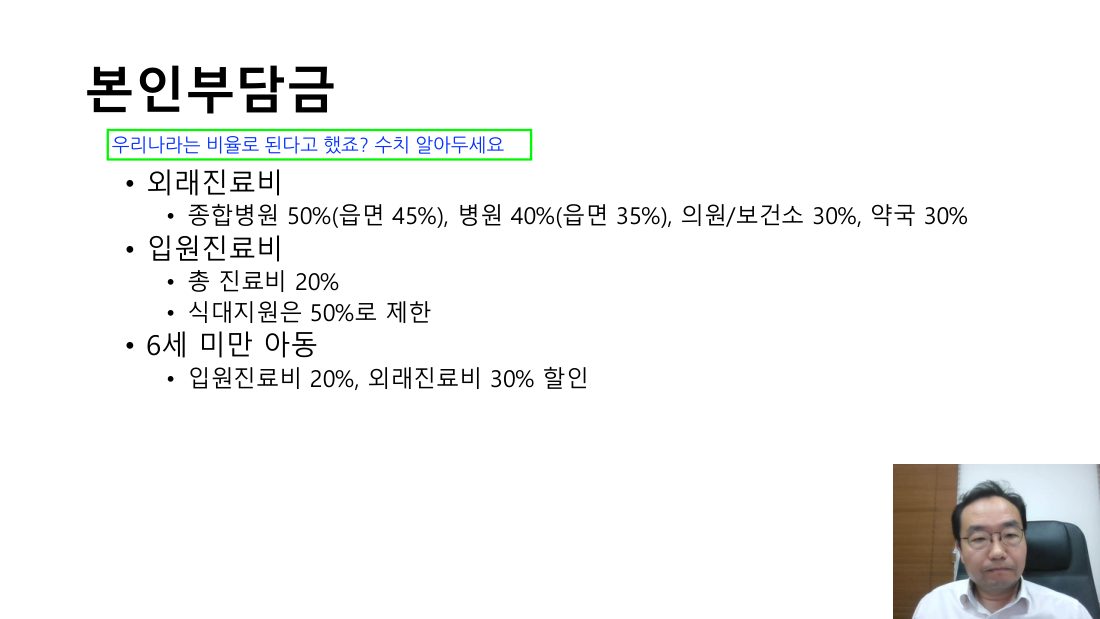 본인부담금
우리나라는 비율로 된다고 했죠? 수치 알아두세요
• 외래진료비
• 종합병원 50%(읍면 45%), 병원 40%(읍면 35%), 의원/보건소 30%, 약국 30%
• 입원진료비
• 총 진료비 20%
• 식대지원은 50%로 제한
• 6세 미만 아동
• 입원진료비 20%, 외래진료비 30% 할인